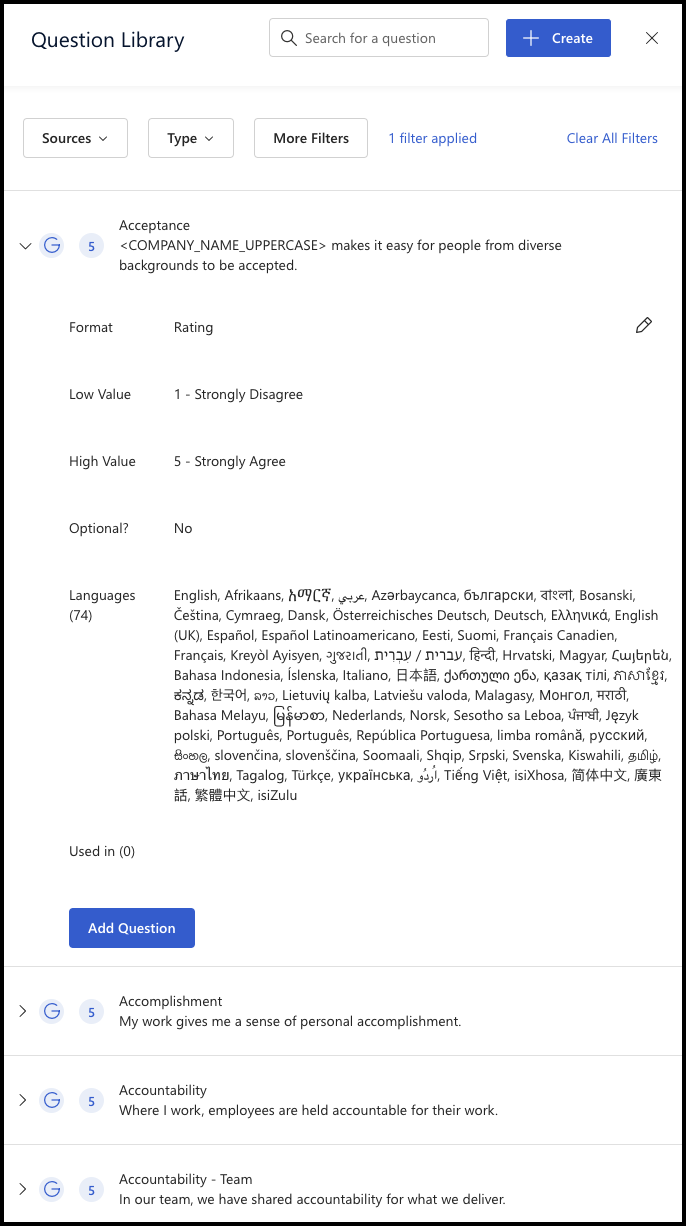 Question Library
Search for a question
Create
Sources
Type
More Filters
1 filter applied
Clear All Filters
5
Acceptance
<COMPANY_NAME_UPPERCASE> makes it easy for people from diverse
backgrounds to be accepted.
Format
Rating
Low Value
1 - Strongly Disagree
High Value
5 - Strongly Agree
Optional?
No
Languages
(74)
English, Afrikaans, አማርኛ, عربي, Azərbaycanca, български, বাংলা, Bosanski,
Čeština, Cymraeg, Dansk, Österreichisches Deutsch, Deutsch, Ελληνικά, English
(UK), Español, Español Latinoamericano, Eesti, Suomi, Français Canadien,
Français, Kreyòl Ayisyen, ગુજરાતી, עברית / עִבְרִית, हिन्दी, Hrvatski, Magyar, Հայերեն,
Bahasa Indonesia, Íslenska, Italiano, 日本語, ქართული ენა, қазақ тілі, ភាសាខ្មែរ,
ಕನ್ನಡ, 한국어, ລາວ, Lietuvių kalba, Latviešu valoda, Malagasy, Монгол, मराठी,
Bahasa Melayu, မြန်မာစာ, Nederlands, Norsk, Sesotho sa Leboa, ਪੰਜਾਬੀ, Język
polski, Português, Português, República Portuguesa, limba română, русский,
සිංහල, slovenčina, slovenščina, Soomaali, Shqip, Srpski, Svenska, Kiswahili, தமிழ்,
ภาษาไทย, Tagalog, Türkçe, українська, اُردُو, Tiếng Việt, isiXhosa, 简体中文, 廣東
話, 繁體中文, isiZulu
Used in (0)
Add Question
5
Accomplishment
My work gives me a sense of personal accomplishment.
5
Accountability
Where I work, employees are held accountable for their work.
5
Accountability - Team
In our team, we have shared accountability for what we deliver.